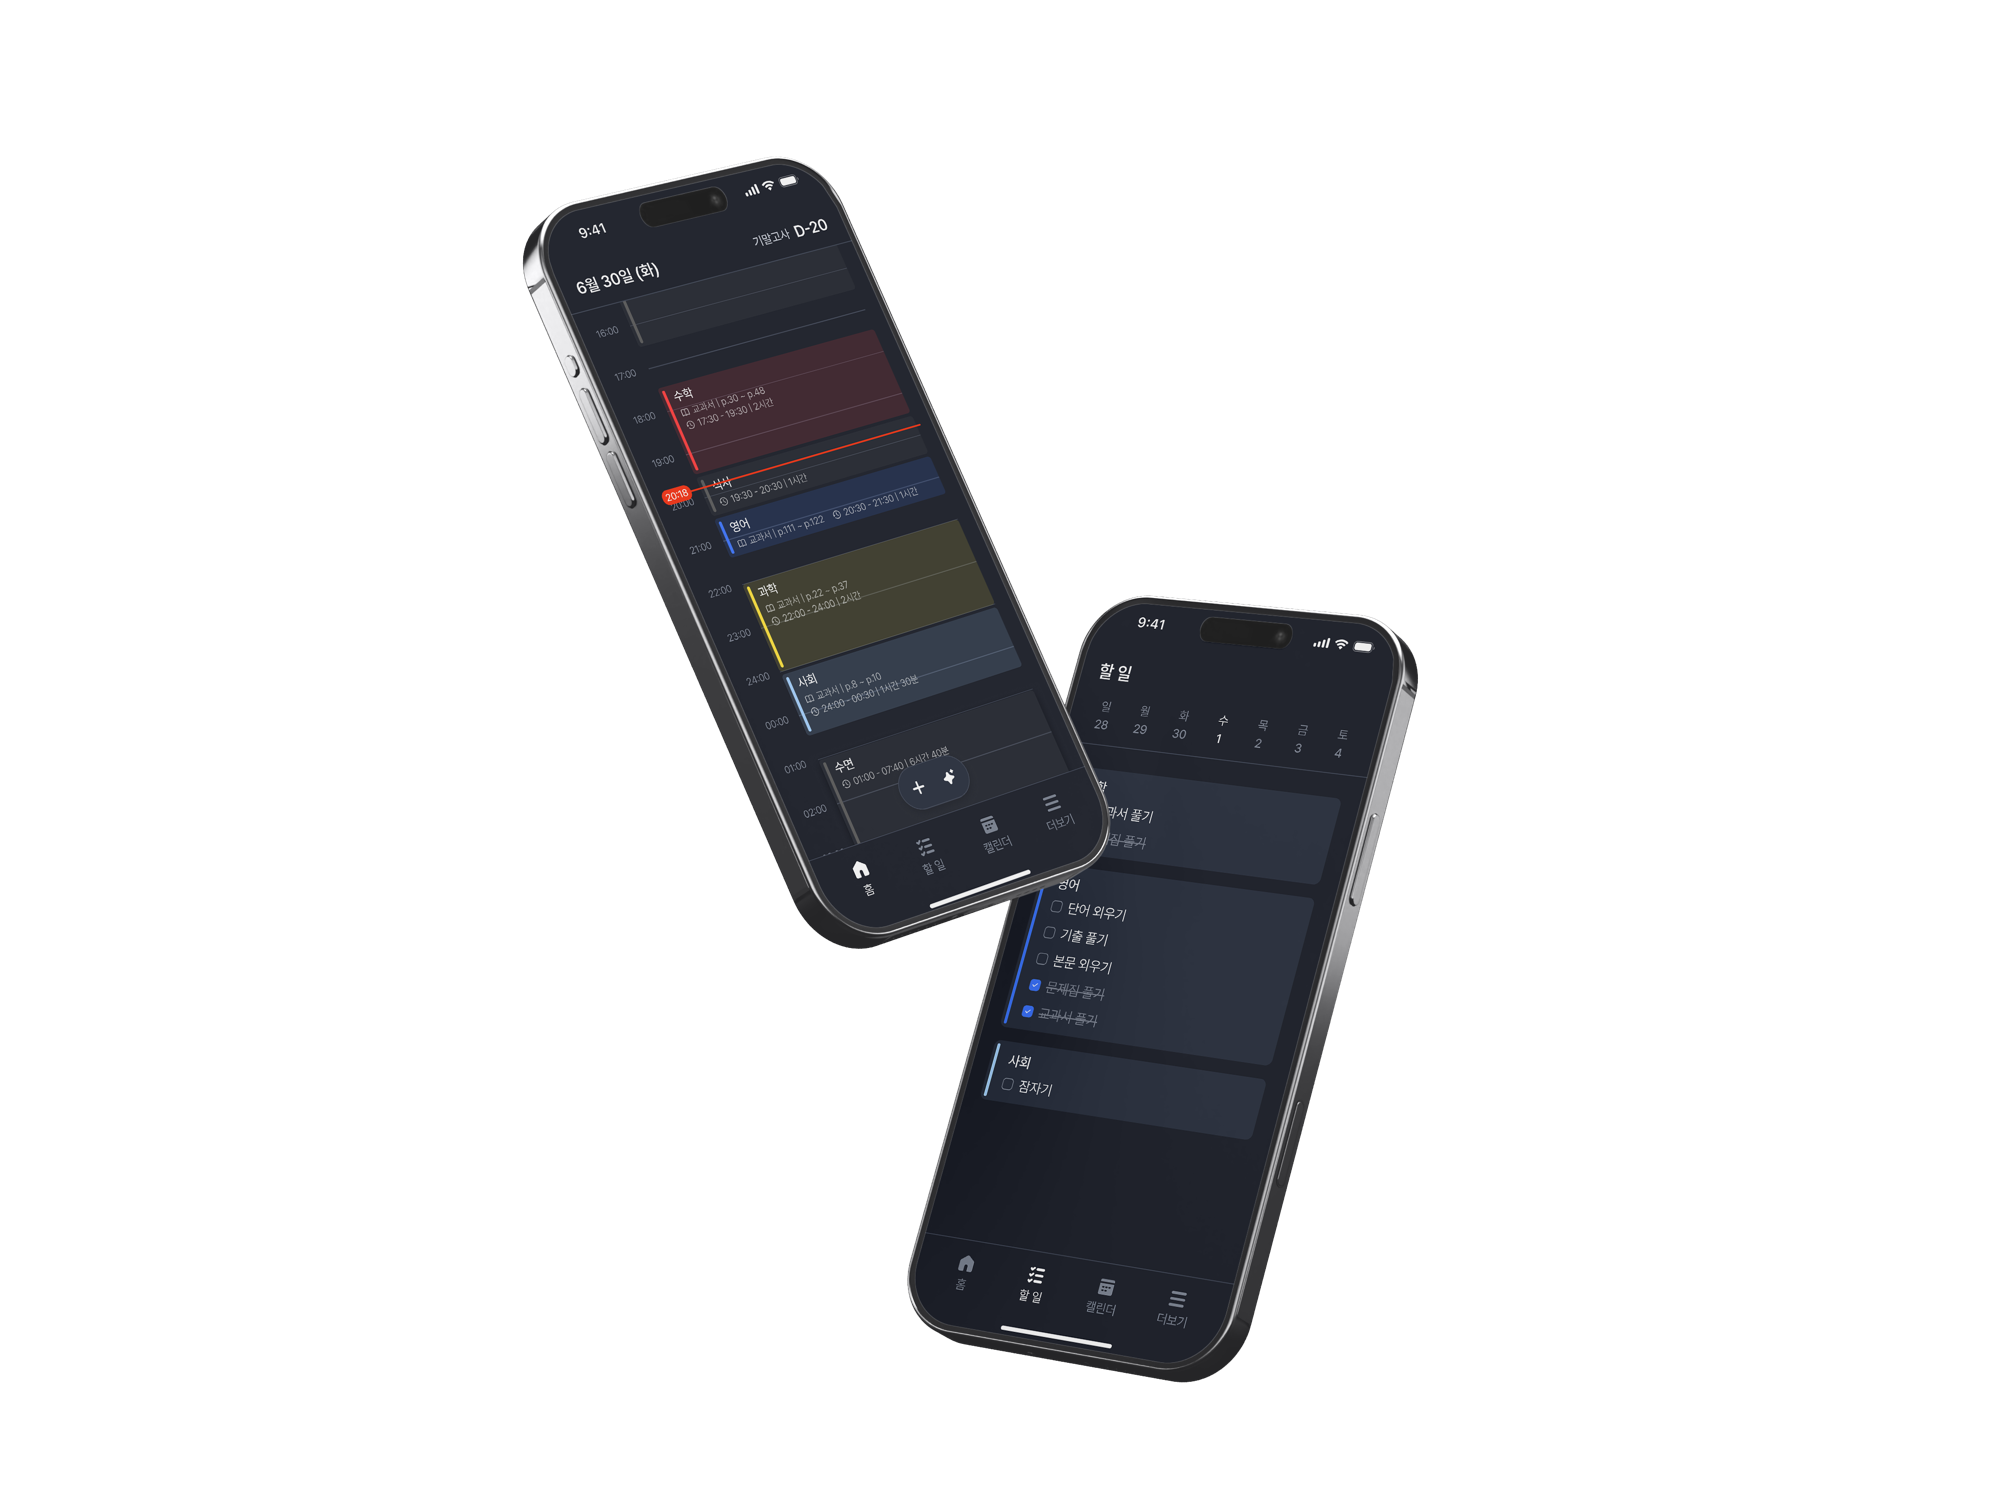 9:41
기말고사 D-20
6월 30일 (화)
16:00
17:00
수학
교과서 | p.30 ~ p.48
17:30 - 19:30 | 2시간
18:00
19:00
식사
19:30 - 20:30 | 1시간
20:18
20:00
영어
교과서 | p.111 ~ p.122 20:30 - 21:30 | 1시간
21:00
22:00
과학
교과서 | p.22 ~ p.37
22:00 - 24:00 | 2시간
23:00
24:00
사회
교과서 | p.8 ~ p.10
24:00 - 00:30 | 1시간 30분
00:00
01:00
수면
01:00 - 07:40 | 6시간 40분
02:00
홈
할 일
캘린더
더보기
9:41
할 일
일 월 화 수 목 금 토
28 29 30 1 2 3 4
풀기
풀기
영어
단어 외우기
기출 풀기
본문 외우기
문제집 풀기
교과서 풀기
사회
잠자기
홈
할 일
캘린더
더보기